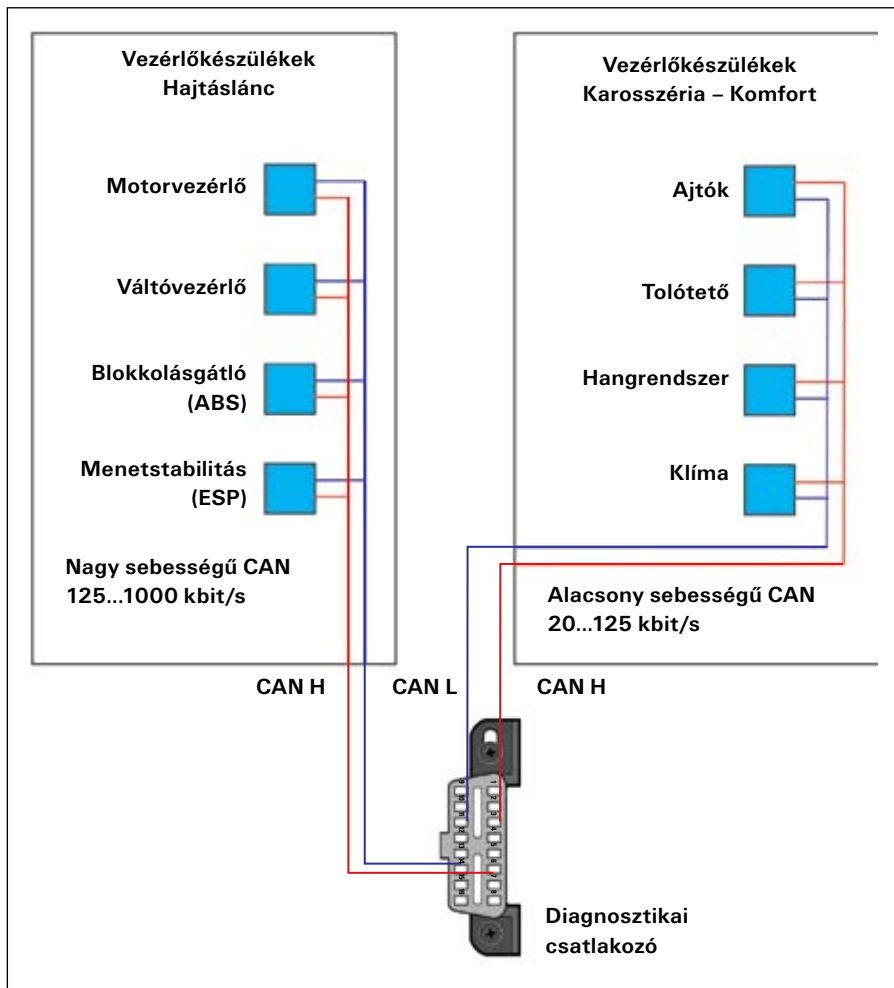 Vezérlőkészülékek
Hajtáslánc
Motorvezérlő
Váltóvezérlő
Blokkolásgátló
(ABS)
Menetstabilitás
(ESP)
Nagy sebességű CAN
125...1000 kbit/s
Vezérlőkészülékek
Karosszéria – Komfort
Ajtók
Tolótető
Hangrendszer
Klíma
Alacsony sebességű CAN
20...125 kbit/s
CAN H
CAN L
CAN H
Diagnosztikai
csatlakozó